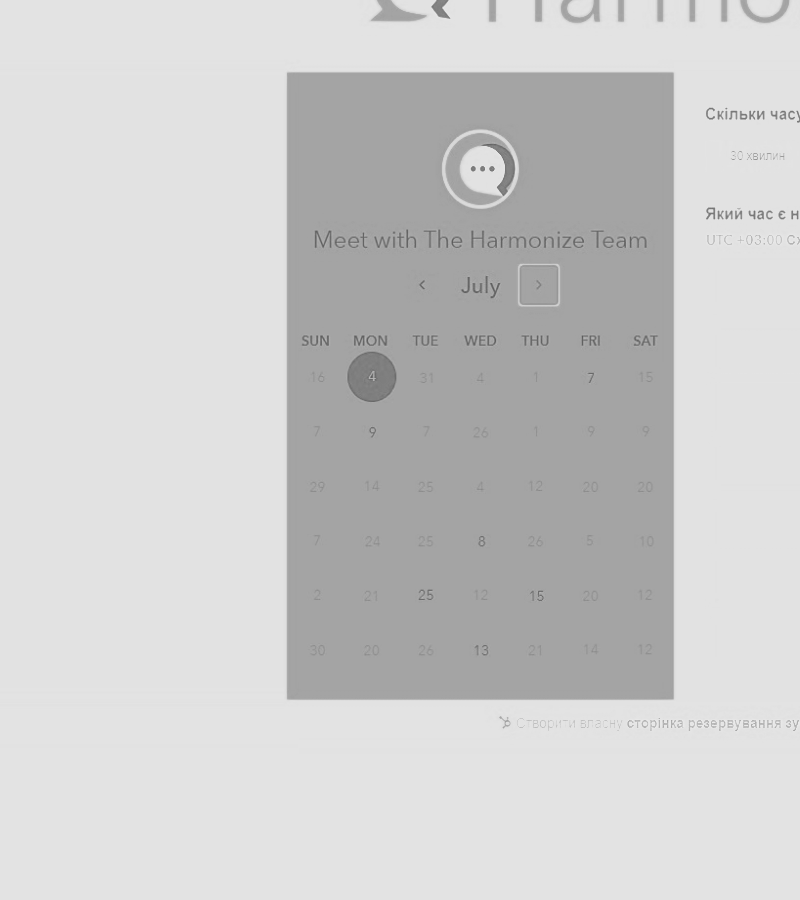 Meet with The Harmonize Team
July
SUN MON TUE WED THU FRI SAT
16 4 31 4 1 7 15
7 9 7 26 1 9 9
29 14 25 4 12 20 20
7 24 25 8 26 5 10
2 21 25 12 15 20 12
30 20 26 13 21 14 12
Скільки часу
30 хвилин
Який час є н
UTC +03:00 Сх
Створити власну сторінка резервування зу